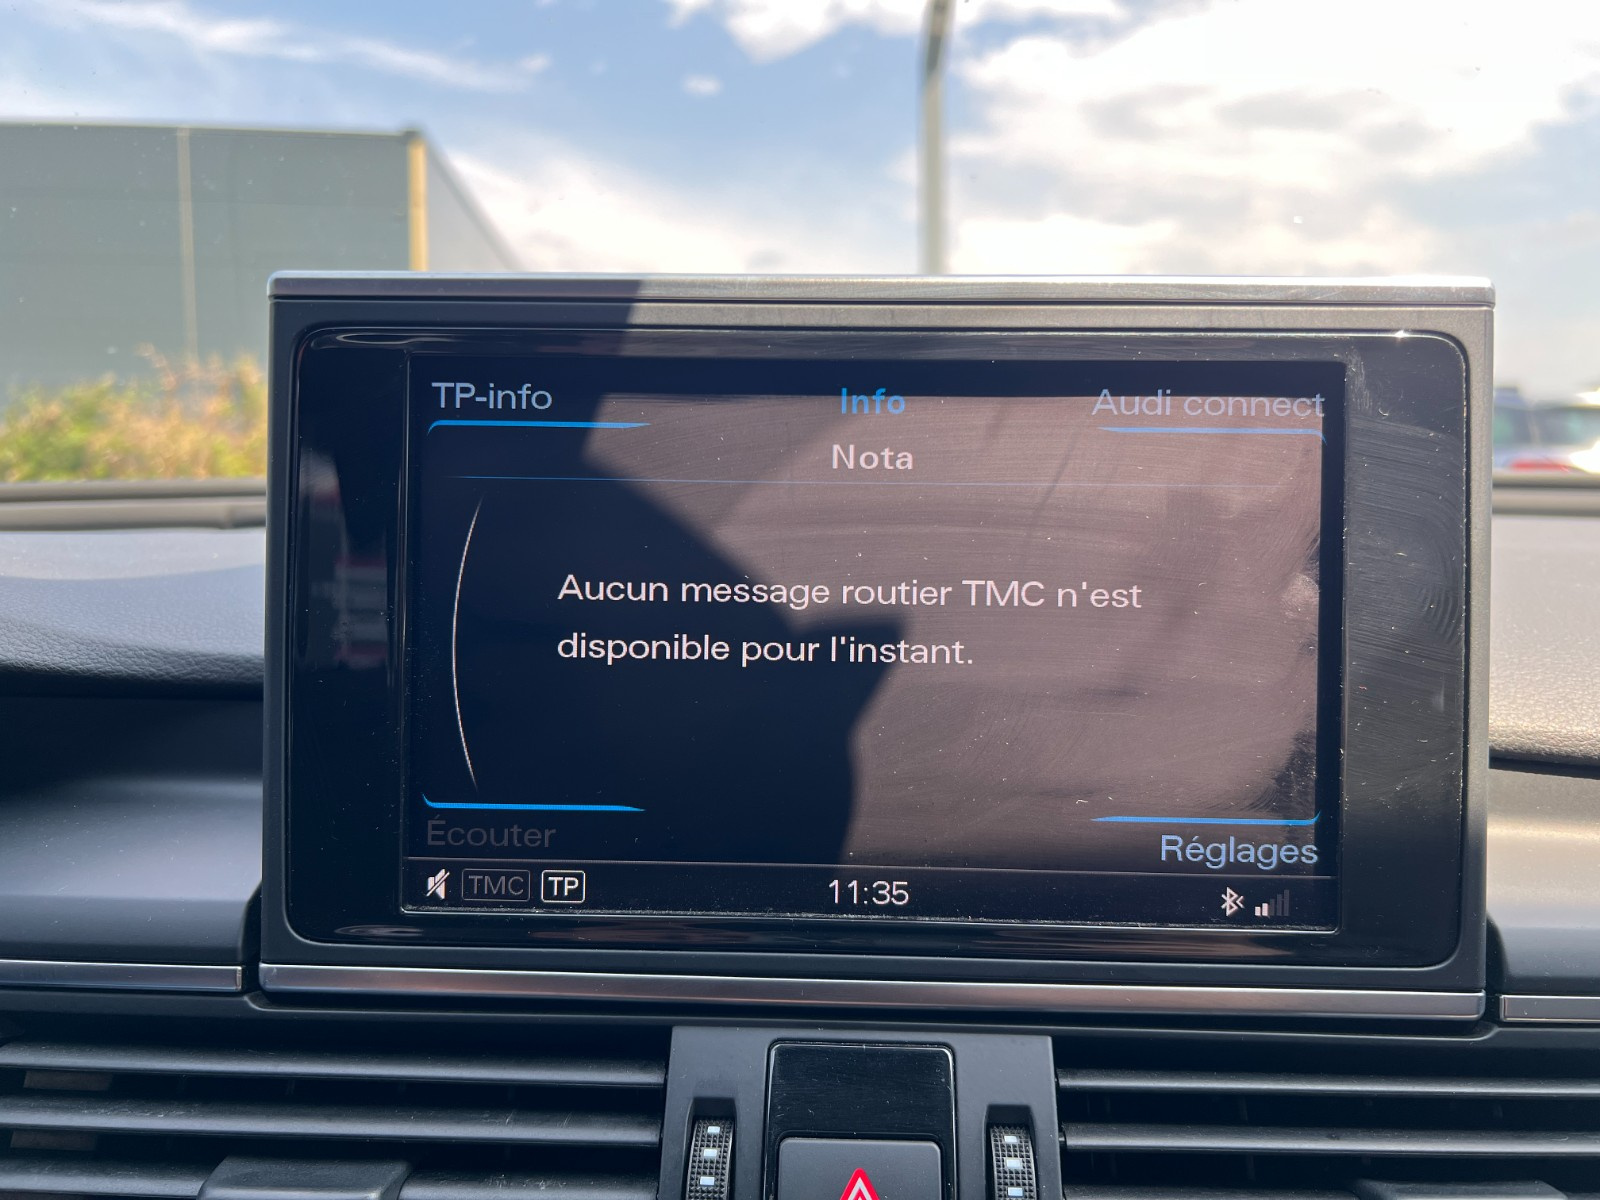 TP-info
Info
Audi connect
Nota
Aucun message routier TMC n'est
disponible pour l'instant.
Écouter
Réglages
TMC TP
11:35